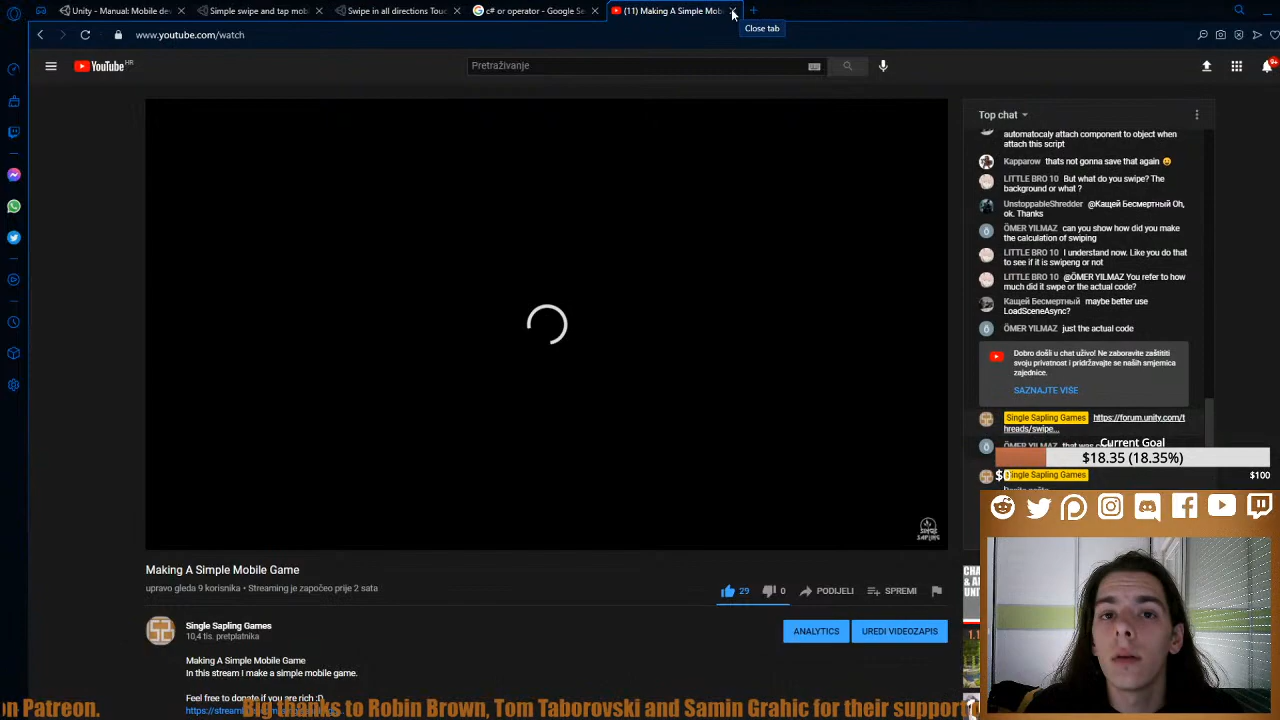 Unity - Manual: Mobile de
Simple swipe and tap mob
Swipe in all directions Touc
c# or operator - Google Se
(11) Making A Simple Mob
Close tab
www.youtube.com/watch
9+
YouTube HR
Pretraživanje
Top chat
automatocaly attach component to object when
attach this script
Kapparow thats not gonna save that again
LITTLE BRO 10 But what do you swipe? The
background or what ?
UnstoppableShredder @Кащей Бесмертный Oh,
ok. Thanks
ÖMER YILMAZ can you show how did you make
the calculation of swiping
LITTLE BRO 10 I understand now. Like you do that
to see if it is swipeng or not
LITTLE BRO 10 @ÖMER YILMAZ You refer to how
much did it swpe or the actual code?
Кащей Бесмертный maybe better use
LoadSceneAsync?
ÖMER YILMAZ just the actual code
Dobro došli u chat uživo! Ne zaboravite zaštititi
svoju privatnost i pridržavajte se naših smjernica
zajednice.
SAZNAJTE VIŠE
Single Sapling Games https://forum.unity.com/t
hreads/swipe...
ÖMER YILMAZ that was
Current Goal
$18.35 (18.35%)
Single Sapling Games
$100
Making A Simple Mobile Game
upravo gleda 9 korisnika • Streaming je započeo prije 2 sata
29
0
PODIJELI
SPREMI
Single Sapling Games
10,4 tis. pretplatnika
ANALYTICS
UREDI VIDEOZAPIS
Making A Simple Mobile Game
In this stream I make a simple mobile game.
Feel free to donate if you are rich :D
on Patreon.
Big thanks to Robin Brown, Tom Taborovski and Samin Grahic for their support